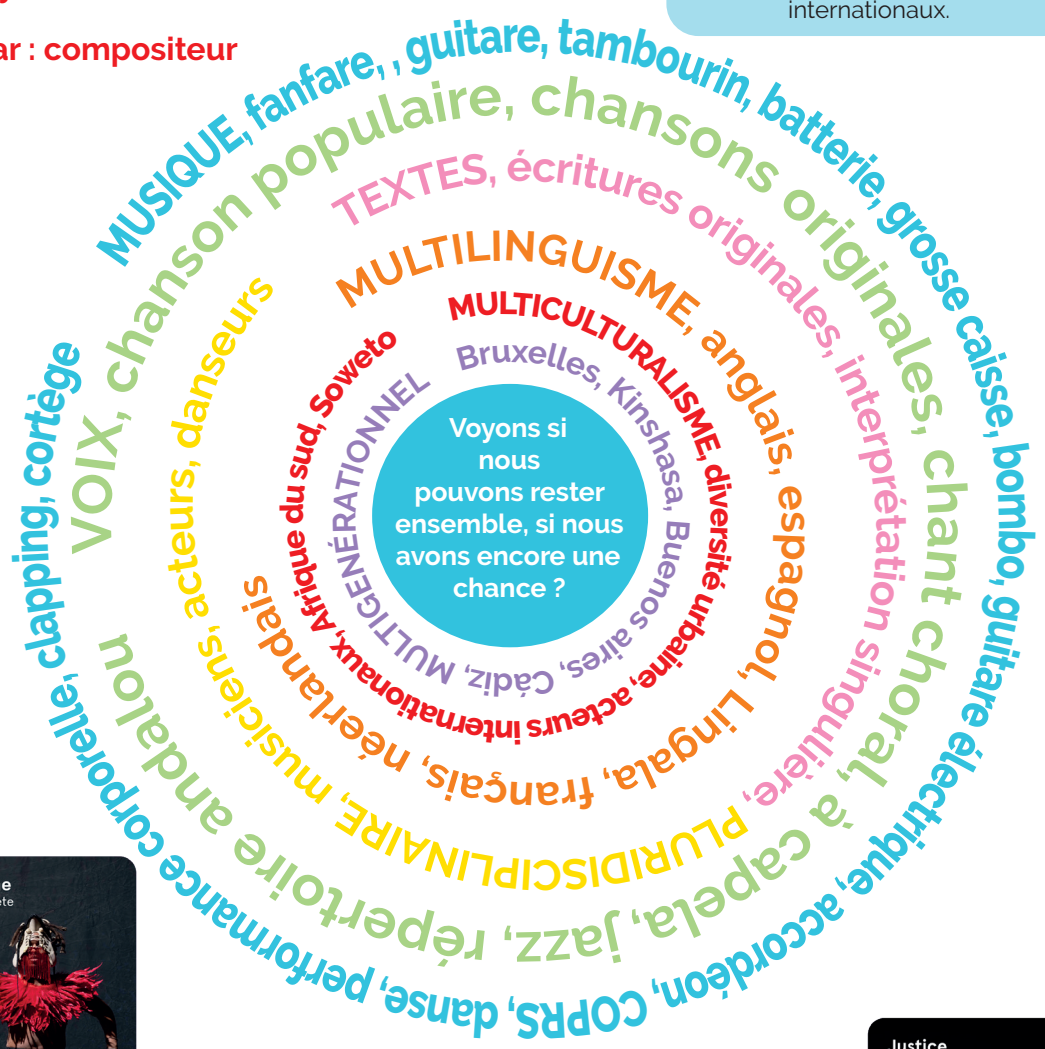 internationaux.
ar : compositeur
MUSIQUE, fanfare, , guitare, tambourin, batterie, grosse caisse, bombo, guitare électrique, accordéon, COPRS, danse, performance corporelle, clapping, cortège
VOIX, chanson populaire, chansons originales, chant choral, à capela, jazz, répertoire andalou
TEXTES, écritures originales, interprétation singulière, PLURIDISCIPLINAIRE, musiciens, acteurs, danseurs
MULTILINGUISME, anglais, espagnol, Lingala, français, néerlandais
MULTICULTURALISME, diversité urbaine, acteurs internationaux, Afrique du sud, Soweto
Bruxelles, Kinshasa, Buenos aires, Cádiz, MULTIGENÉRATIONNEL
Voyons si
nous
pouvons rester
ensemble, si nous
avons encore une
chance ?
Justice